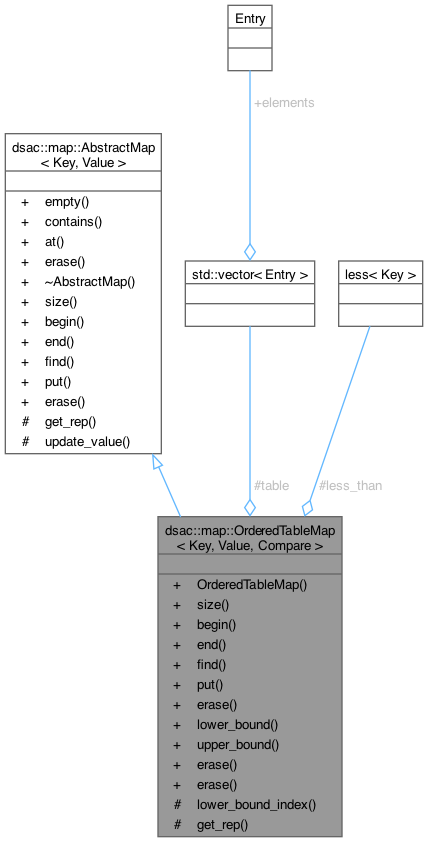 Entry
+elements
dsac::map::AbstractMap
< Key, Value >
+ empty()
+ contains()
+ at()
+ erase()
+ ~AbstractMap()
+ size()
+ begin()
+ end()
+ find()
+ put()
+ erase()
# get_rep()
# update_value()
std::vector< Entry >
less< Key >
#table
#less_than
dsac::map::OrderedTableMap
< Key, Value, Compare >
+ OrderedTableMap()
+ size()
+ begin()
+ end()
+ find()
+ put()
+ erase()
+ lower_bound()
+ upper_bound()
+ erase()
+ erase()
# lower_bound_index()
# get_rep()